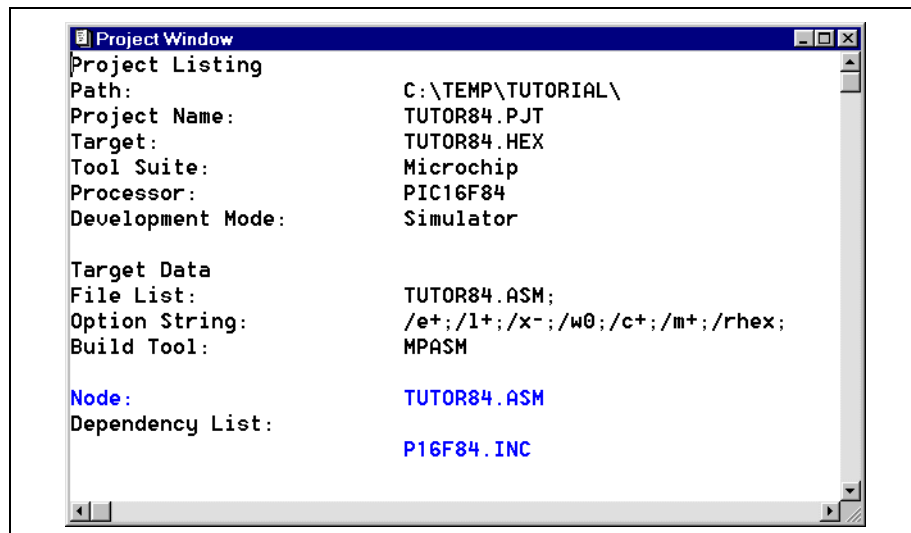 Project Window
Project Listing
Path: C:\TEMP\TUTORIAL\
Project Name: TUTOR84.PJT
Target: TUTOR84.HEX
Tool Suite: Microchip
Processor: PIC16F84
Development Mode: Simulator
Target Data
File List: TUTOR84.ASM;
Option String: /e+;/l+;/x-;/w0;/c+;/m+;/rhex;
Build Tool: MPASM
Node: TUTOR84.ASM
Dependency List:
P16F84.INC